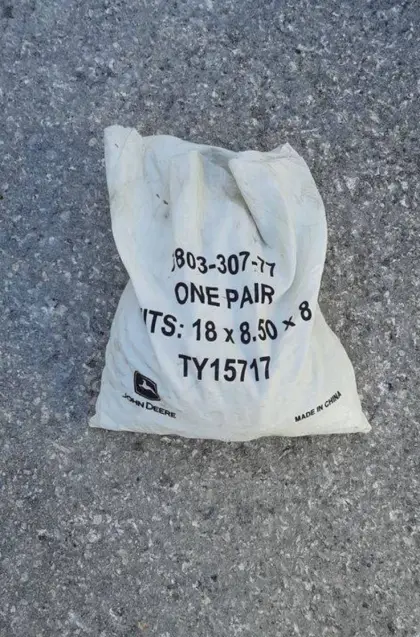 803-307-77
ONE PAIR
ITS: 18 x 8.50 x 8
TY15717
JOHN DEERE
MADE IN CHINA